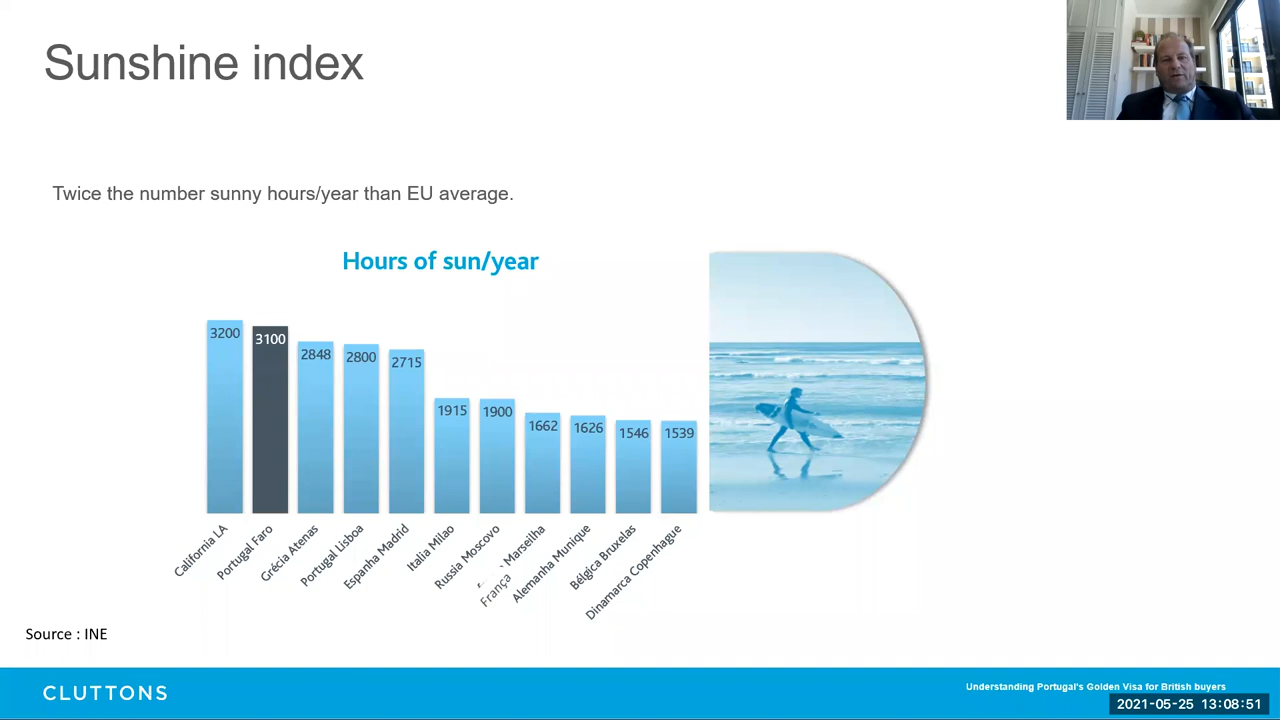 Sunshine index
Twice the number sunny hours/year than EU average.
Hours of sun/year
3200
3100
2848
2800
2715
1915
1900
1662
1626
1546
1539
California LA
Portugal Faro
Grécia Atenas
Portugal Lisboa
Espanha Madrid
Italia Milao
Russia Moscovo
França Marseilha
Alemanha Munique
Bélgica Bruxelas
Dinamarca Copenhague
Source : INE
CLUTTONS
Understanding Portugal's Golden Visa for British buyers
2021-05-25 13:08:51